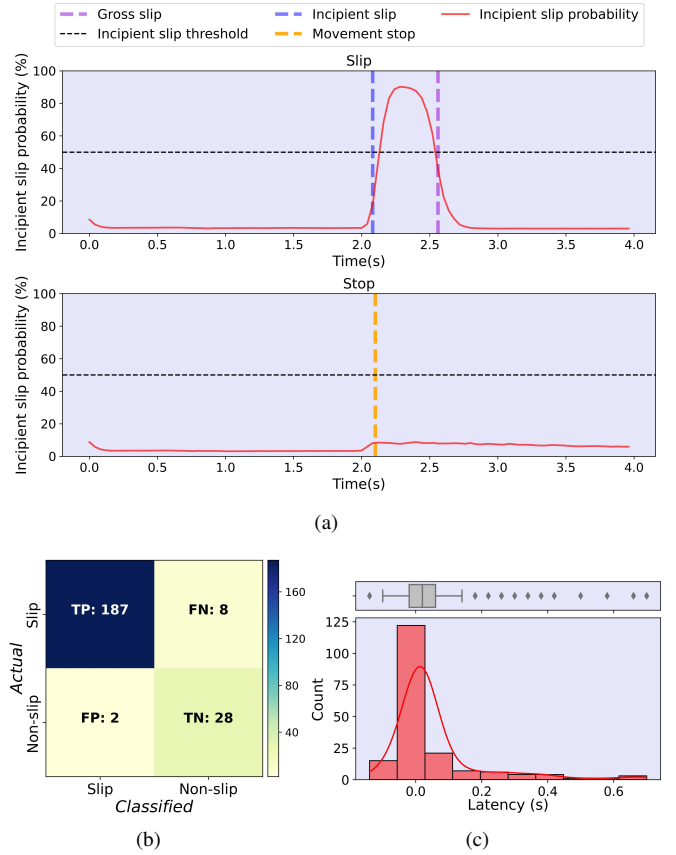 Gross slip
Incipient slip
Incipient slip probability
Incipient slip threshold
Movement stop
Slip
Incipient slip probability (%)
100
80
60
40
20
0
0.0 0.5 1.0 1.5 2.0 2.5 3.0 3.5 4.0
Time(s)
Stop
Incipient slip probability (%)
100
80
60
40
20
0
0.0 0.5 1.0 1.5 2.0 2.5 3.0 3.5 4.0
Time(s)
(a)
Actual
Slip
Non-slip
TP: 187
FN: 8
FP: 2
TN: 28
160
120
80
40
Slip Non-slip
Classified
(b)
Count
125
100
75
50
25
0
0.0 0.2 0.4 0.6
Latency (s)
(c)